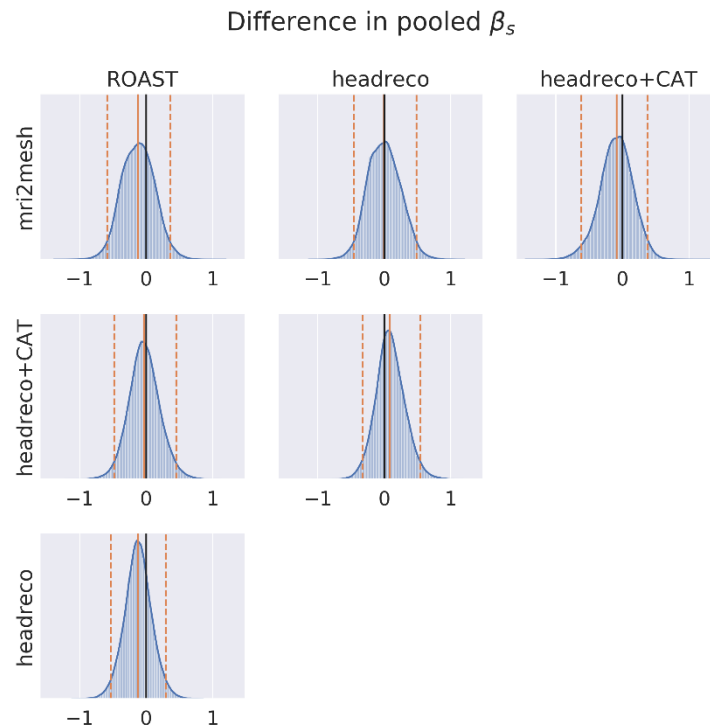 Difference in pooled βs
ROAST headreco headreco+CAT
mri2mesh
−1 0 1 −1 0 1 −1 0 1
headreco+CAT
−1 0 1 −1 0 1
headreco
−1 0 1